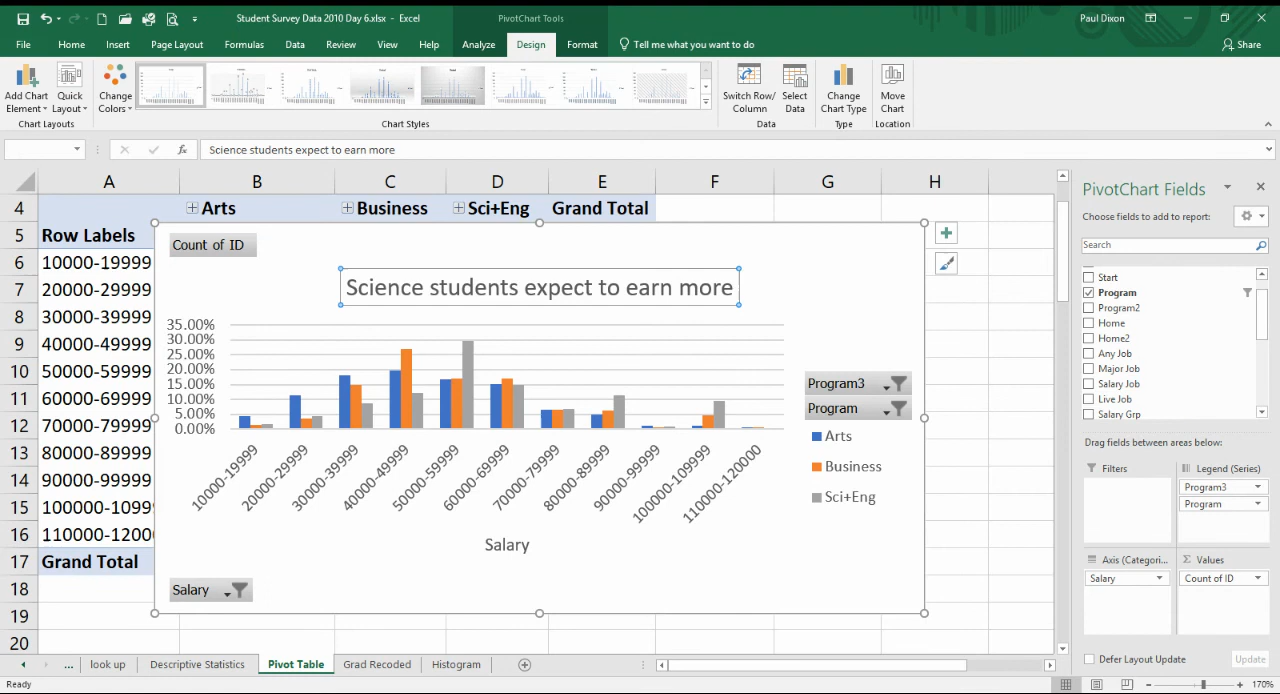 Student Survey Data 2010 Day 6.xlsx - Excel
PivotChart Tools
Paul Dixon
File Home Insert Page Layout Formulas Data Review View Help Analyze Design Format Tell me what you want to do Share
Add Chart Element
Quick Layout
Change Colors
Switch Row/ Column
Select Data
Change Chart Type
Move Chart
Chart Layouts
Chart Styles
Data
Type
Location
fx Science students expect to earn more
A B C D E F G H
4 Arts Business Sci+Eng Grand Total
5 Row Labels
6 10000-19999
7 20000-29999
8 30000-39999
9 40000-49999
10 50000-59999
11 60000-69999
12 70000-79999
13 80000-89999
14 90000-99999
15 100000-1099
16 110000-1200
17 Grand Total
18
19
20
Count of ID
Science students expect to earn more
35.00%
30.00%
25.00%
20.00%
15.00%
10.00%
5.00%
0.00%
10000-19999
20000-29999
30000-39999
40000-49999
50000-59999
60000-69999
70000-79999
80000-89999
90000-99999
100000-109999
110000-120000
Salary
Program3
Program
Arts
Business
Sci+Eng
Salary
PivotChart Fields
Choose fields to add to report:
Search
Start
Program
Program2
Home
Home2
Any Job
Major Job
Salary Job
Live Job
Salary Grp
Drag fields between areas below:
Filters
Legend (Series)
Program3
Program
Axis (Categori...
Salary
Values
Count of ID
Defer Layout Update
Update
... look up Descriptive Statistics Pivot Table Grad Recoded Histogram
Ready
170%